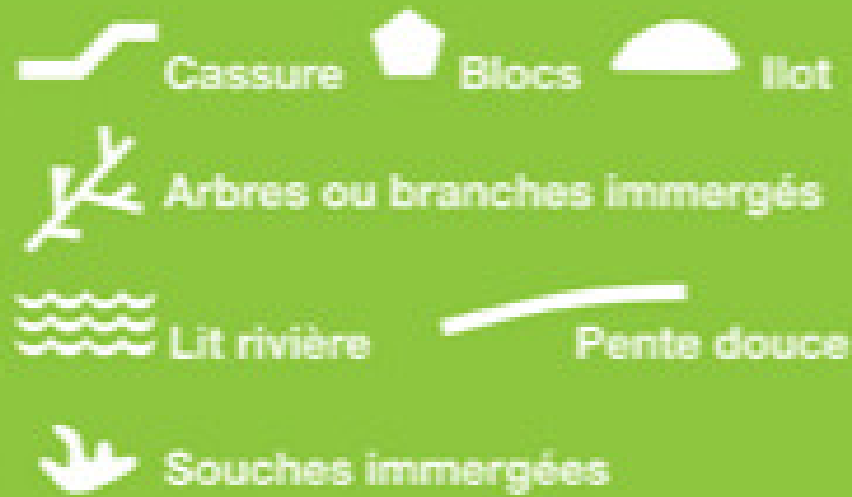 Cassure Blocs Ilot
Arbres ou branches immergés
Lit rivière Pente douce
Souches immergées